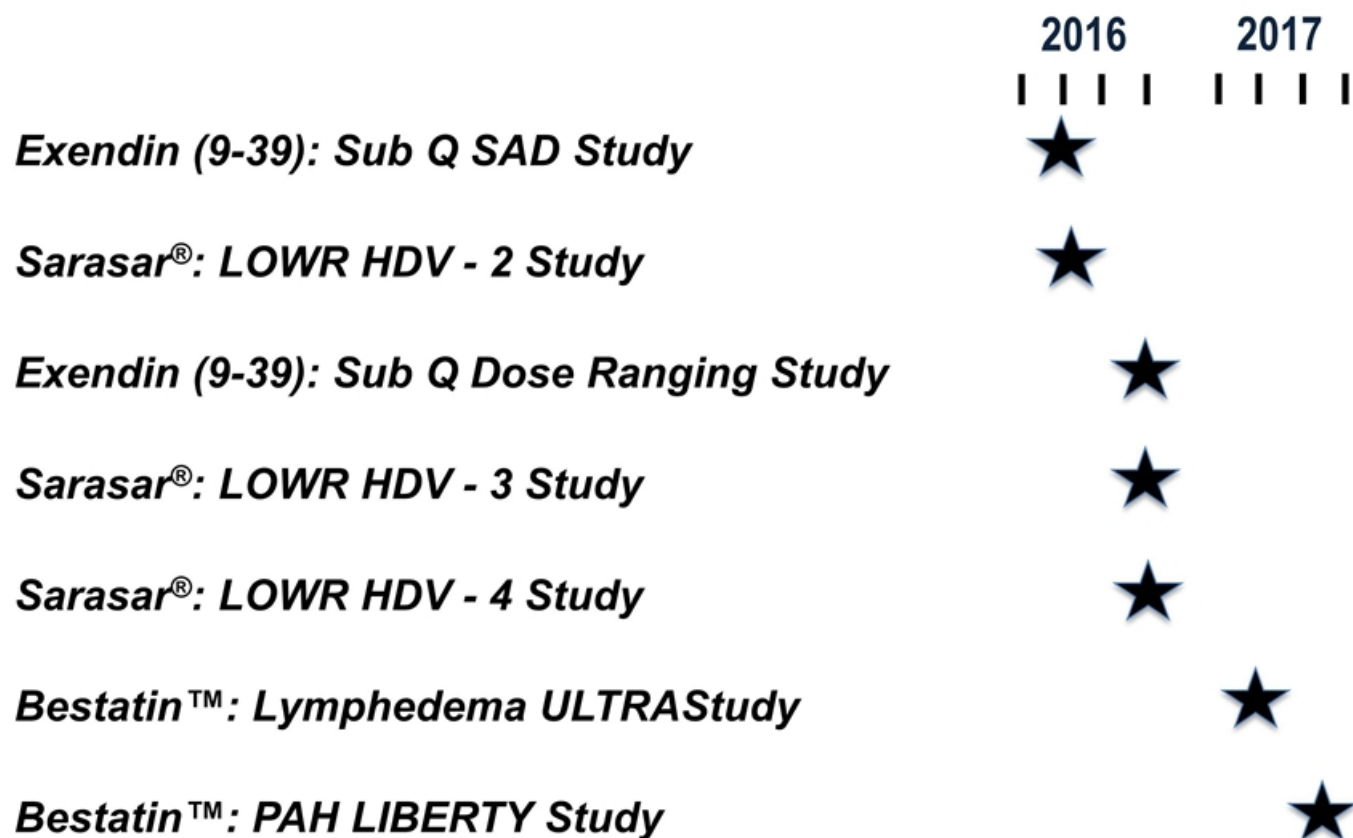 2016 2017
Exendin (9-39): Sub Q SAD Study
Sarasar®: LOWR HDV - 2 Study
Exendin (9-39): Sub Q Dose Ranging Study
Sarasar®: LOWR HDV - 3 Study
Sarasar®: LOWR HDV - 4 Study
Bestatin™: Lymphedema ULTRAStudy
Bestatin™: PAH LIBERTY Study